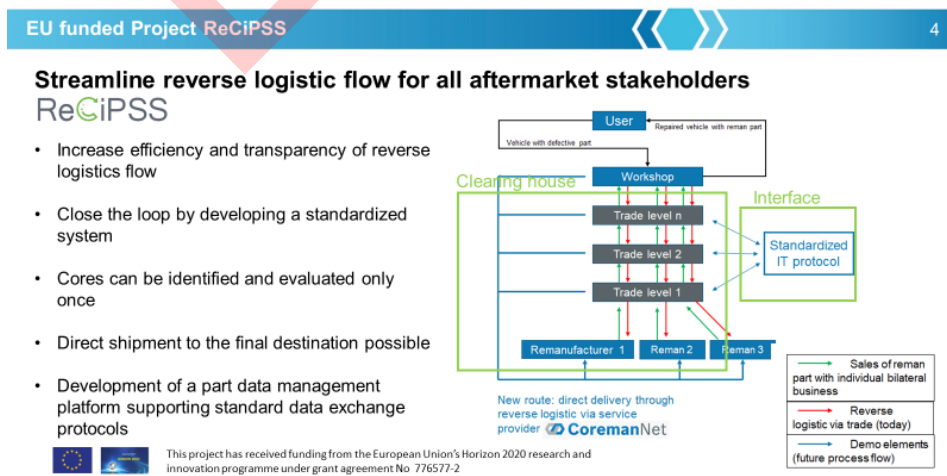 EU funded Project ReCiPSS
4
Streamline reverse logistic flow for all aftermarket stakeholders
ReCiPSS
• Increase efficiency and transparency of reverse
logistics flow
• Close the loop by developing a standardized
system
• Cores can be identified and evaluated only
once
• Direct shipment to the final destination possible
• Development of a part data management
platform supporting standard data exchange
protocols
User
Repaired vehicle with reman part
Vehicle with defective part
Workshop
Clearing house
Interface
Trade level n
Trade level 2
Trade level 1
Standardized
IT protocol
Remanufacturer 1
Reman 2
Reman 3
New route: direct delivery through
reverse logistic via service
provider CoremanNet
Sales of reman
part with individual bilateral
business
Reverse
logistic via trade (today)
Demo elements
(future process flow)
This project has received funding from the European Union's Horizon 2020 research and
innovation programme under grant agreement No 776577-2